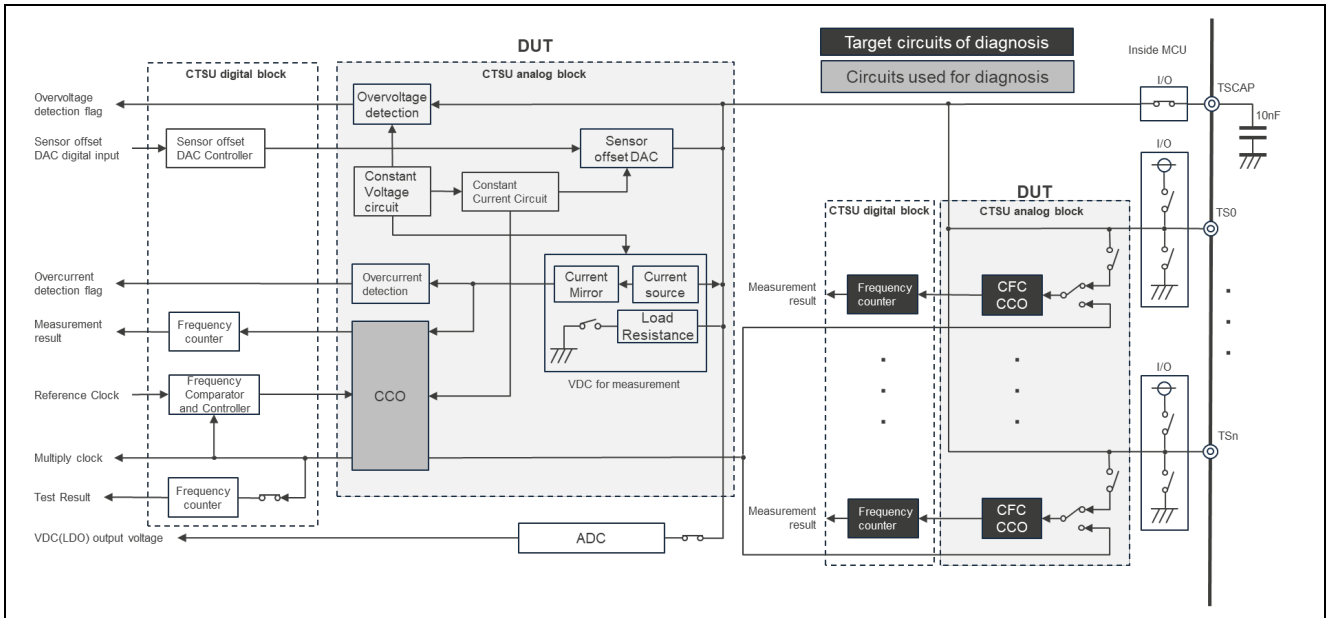 DUT
Target circuits of diagnosis
Circuits used for diagnosis
Inside MCU
CTSU digital block
CTSU analog block
I/O
TSCAP
10nF
Overvoltage
detection flag
Overvoltage
detection
Sensor offset
DAC digital input
Sensor offset
DAC Controller
Sensor
offset DAC
Constant
Voltage
circuit
Constant
Current Circuit
I/O
DUT
CTSU digital block
CTSU analog block
TS0
Overcurrent
detection flag
Overcurrent
detection
Current
Mirror
Current
source
Load
Resistance
VDC for measurement
Measurement
result
Frequency
counter
CFC
CCO
Measurement
result
Frequency
counter
Reference Clock
Frequency
Comparator
and Controller
CCO
I/O
TSn
Multiply clock
Test Result
Frequency
counter
Measurement
result
Frequency
counter
CFC
CCO
VDC(LDO) output voltage
ADC